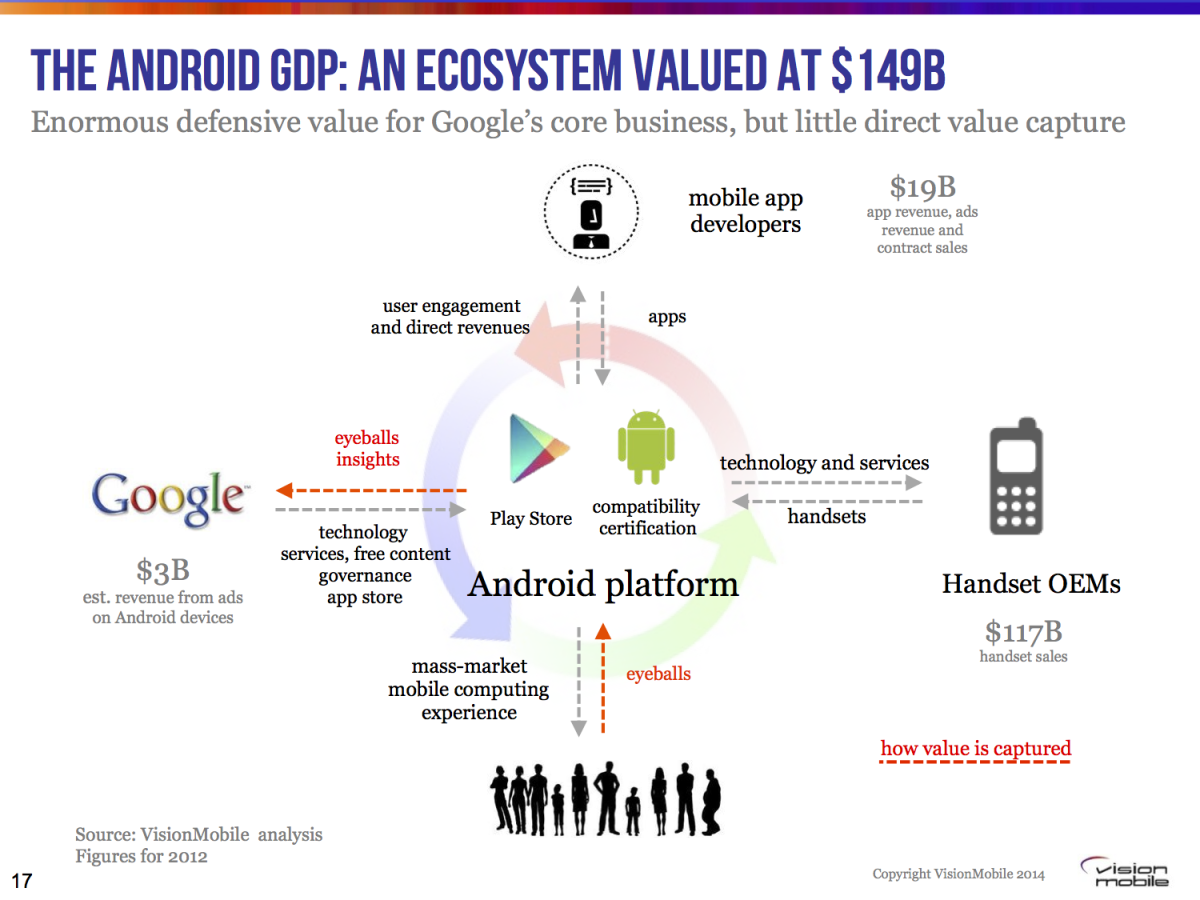 THE ANDROID GDP: AN ECOSYSTEM VALUED AT $149B
Enormous defensive value for Google's core business, but little direct value capture
mobile app
developers
$19B
app revenue, ads
revenue and
contract sales
user engagement
and direct revenues
apps
eyeballs
insights
Google
$3B
est. revenue from ads
on Android devices
technology
services, free content
governance
app store
Play Store
compatibility
certification
Android platform
technology and services
handsets
Handset OEMs
$117B
handset sales
mass-market
mobile computing
experience
eyeballs
how value is captured
Source: VisionMobile analysis
Figures for 2012
17
Copyright VisionMobile 2014
vision
mobile